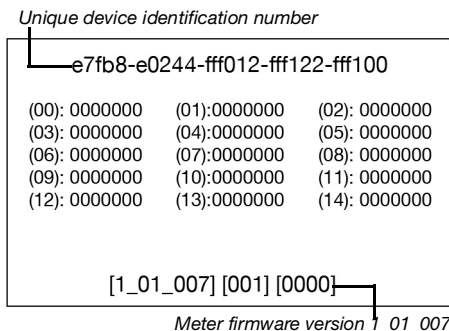 Unique device identification number
e7fb8-e0244-fff012-fff122-fff100
(00): 0000000 (01):0000000 (02): 0000000
(03): 0000000 (04):0000000 (05): 0000000
(06): 0000000 (07):0000000 (08): 0000000
(09): 0000000 (10):0000000 (11): 0000000
(12): 0000000 (13):0000000 (14): 0000000
[1_01_007] [001] [0000]
Meter firmware version 1_01_007